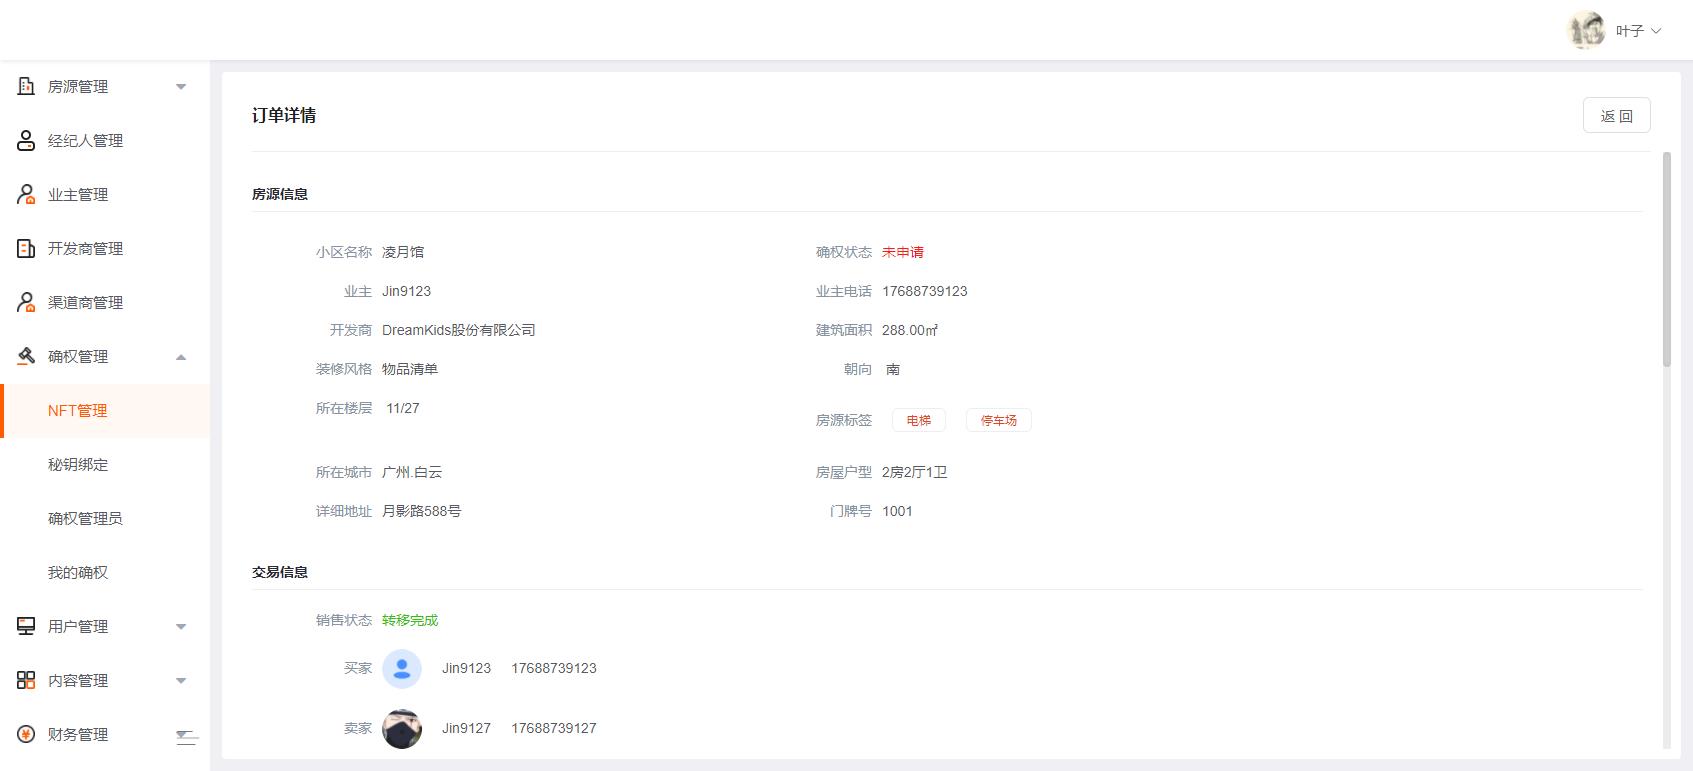 叶子
房源管理
经纪人管理
业主管理
开发商管理
渠道商管理
确权管理
NFT管理
秘钥绑定
确权管理员
我的确权
用户管理
内容管理
财务管理
订单详情
返 回
房源信息
小区名称 凌月馆 确权状态 未申请
业主 Jin9123 业主电话 17688739123
开发商 DreamKids股份有限公司 建筑面积 288.00㎡
装修风格 物品清单 朝向 南
所在楼层 11/27
房源标签 电梯 停车场
所在城市 广州.白云 房屋户型 2房2厅1卫
详细地址 月影路588号 门牌号 1001
交易信息
销售状态 转移完成
买家 Jin9123 17688739123
卖家 Jin9127 17688739127